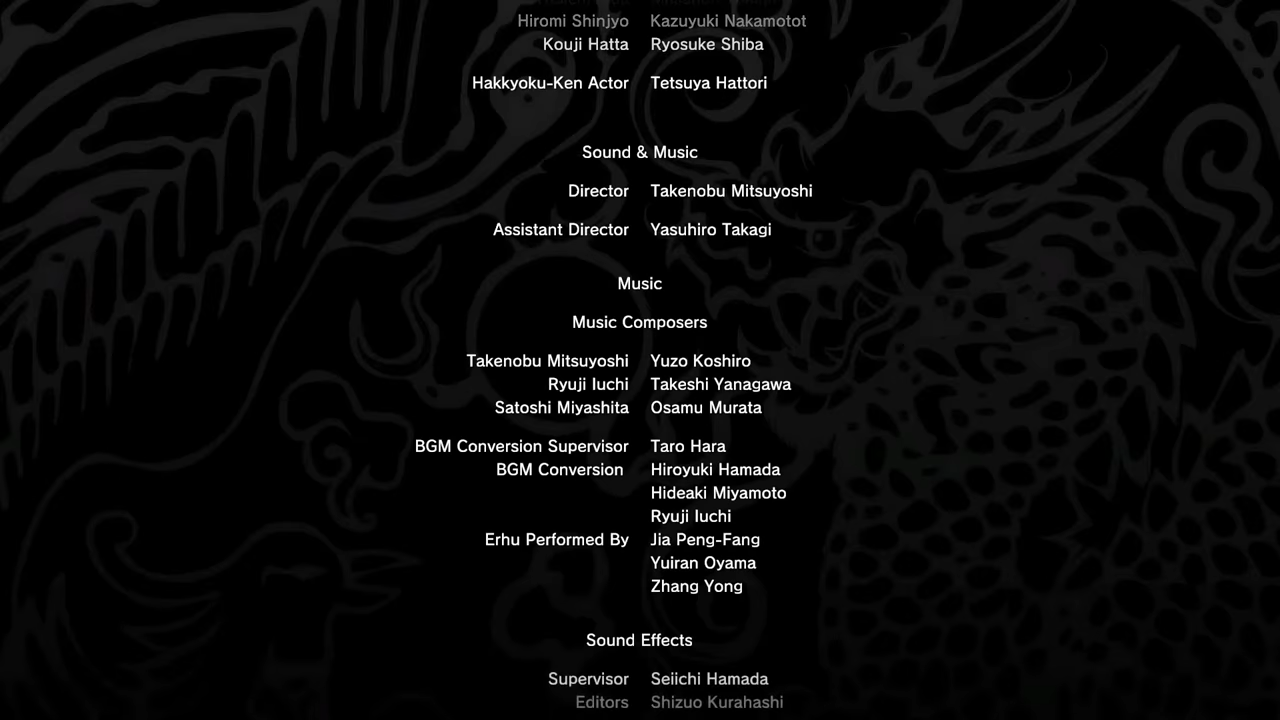 Hiromi Shinjyo Kazuyuki Nakamotot
Kouji Hatta Ryosuke Shiba
Hakkyoku-Ken Actor Tetsuya Hattori
Sound & Music
Director Takenobu Mitsuyoshi
Assistant Director Yasuhiro Takagi
Music
Music Composers
Takenobu Mitsuyoshi Yuzo Koshiro
Ryuji Iuchi Takeshi Yanagawa
Satoshi Miyashita Osamu Murata
BGM Conversion Supervisor Taro Hara
BGM Conversion Hiroyuki Hamada
Hideaki Miyamoto
Ryuji Iuchi
Erhu Performed By Jia Peng-Fang
Yuiran Oyama
Zhang Yong
Sound Effects
Supervisor Seiichi Hamada
Editors Shizuo Kurahashi